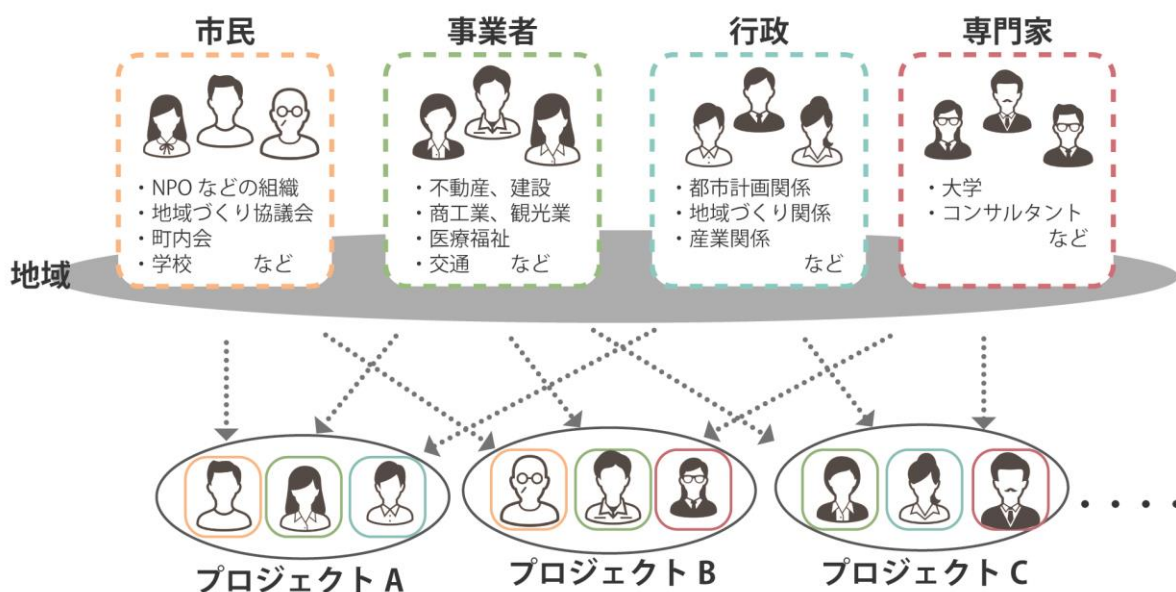 市民
・NPO などの組織
・地域づくり協議会
・町内会
・学校　など
事業者
・不動産、建設
・商工業、観光業
・医療福祉
・交通　など
行政
・都市計画関係
・地域づくり関係
・産業関係
など
専門家
・大学
・コンサルタント
など
地域
プロジェクト A
プロジェクト B
プロジェクト C
・・・・